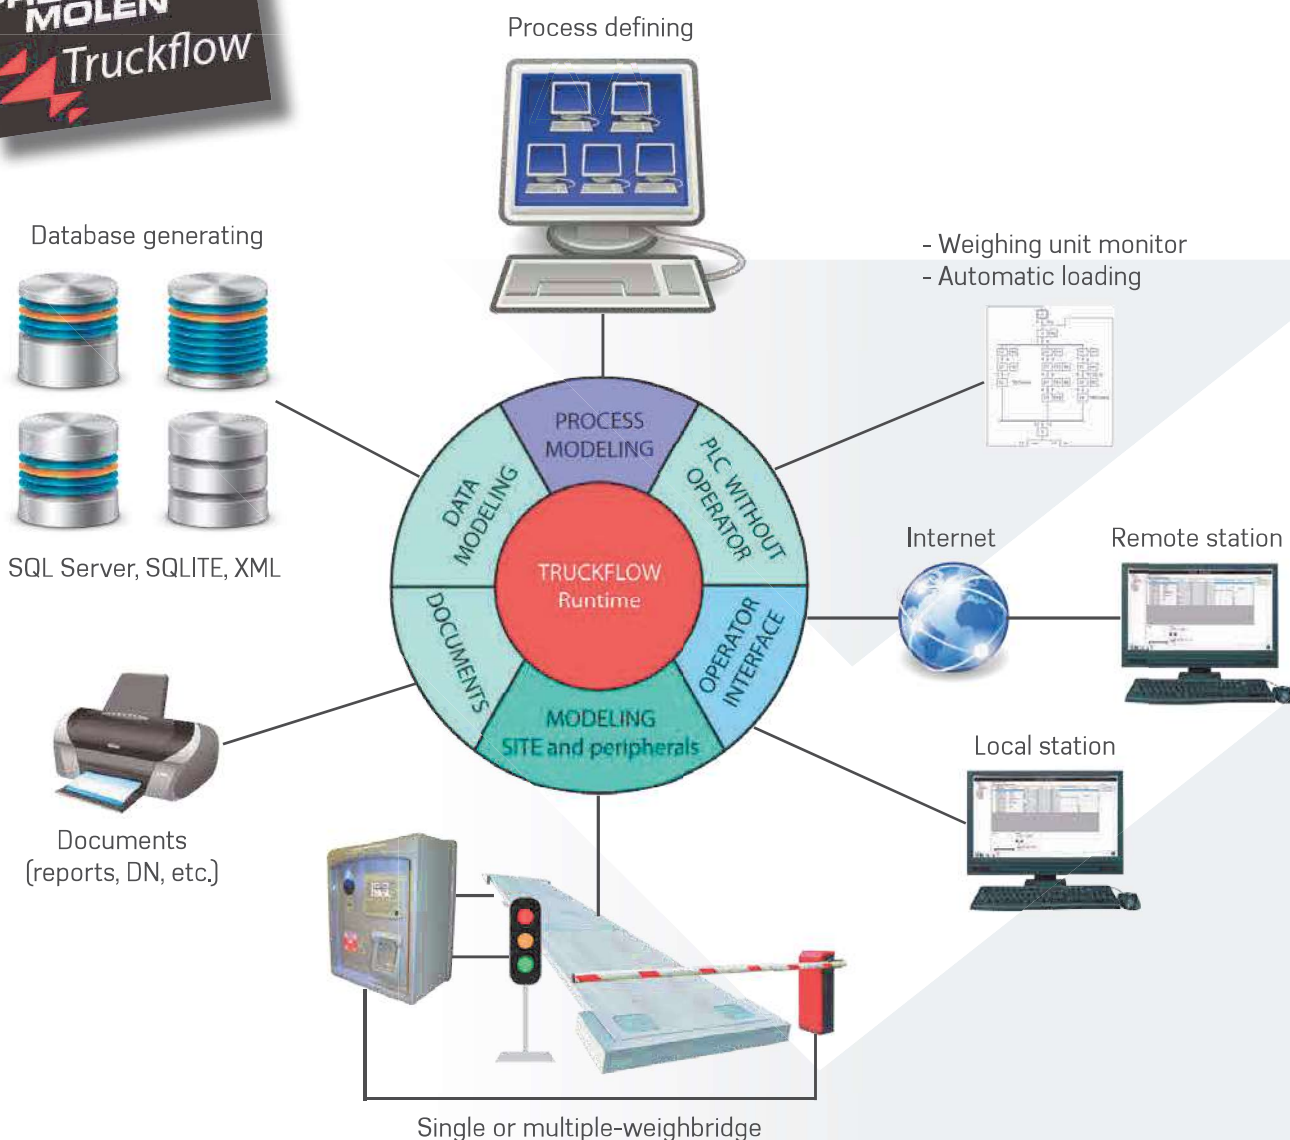 MOLEN
Truckflow
Process defining
Database generating
- Weighing unit monitor
- Automatic loading
PROCESS
MODELING
DATA
MODELING
PLC WITHOUT
OPERATOR
TRUCKFLOW
Runtime
DOCUMENTS
OPERATOR
INTERFACE
MODELING
SITE and peripherals
SQL Server, SQLITE, XML
Internet
Remote station
Local station
Documents
(reports, DN, etc.)
Single or multiple-weighbridge